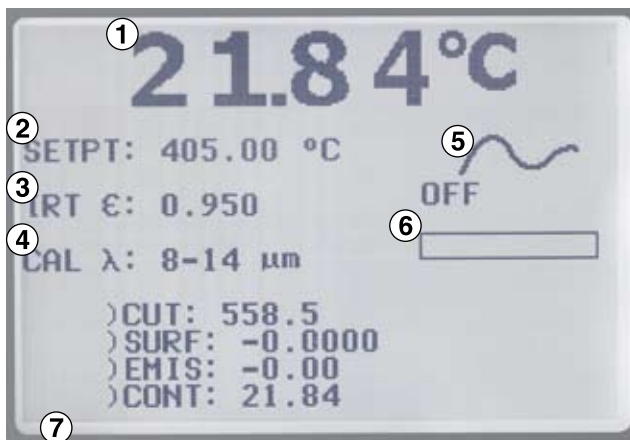 1
21.84°C
2
SETPT: 405.00 °C
5
3
IRT ε: 0.950
OFF
4
6
CAL λ: 8-14 µm
)CUT: 558.5
)SURF: -0.0000
)EMIS: -0.00
)CONT: 21.84
7